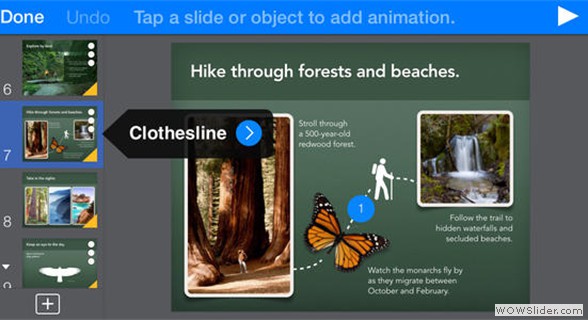 Done Undo Tap a slide or object to add animation.
Explore by land.
6
Hike through forests and beaches.
7
Clothesline
Take in the sights.
8
Keep an eye to the sky.
9
Hike through forests and beaches.
Stroll through
a 500-year-old
redwood forest.
1
Follow the trail to
hidden waterfalls and
secluded beaches.
Watch the monarchs fly by
as they migrate between
October and February.
WOWSlider.com